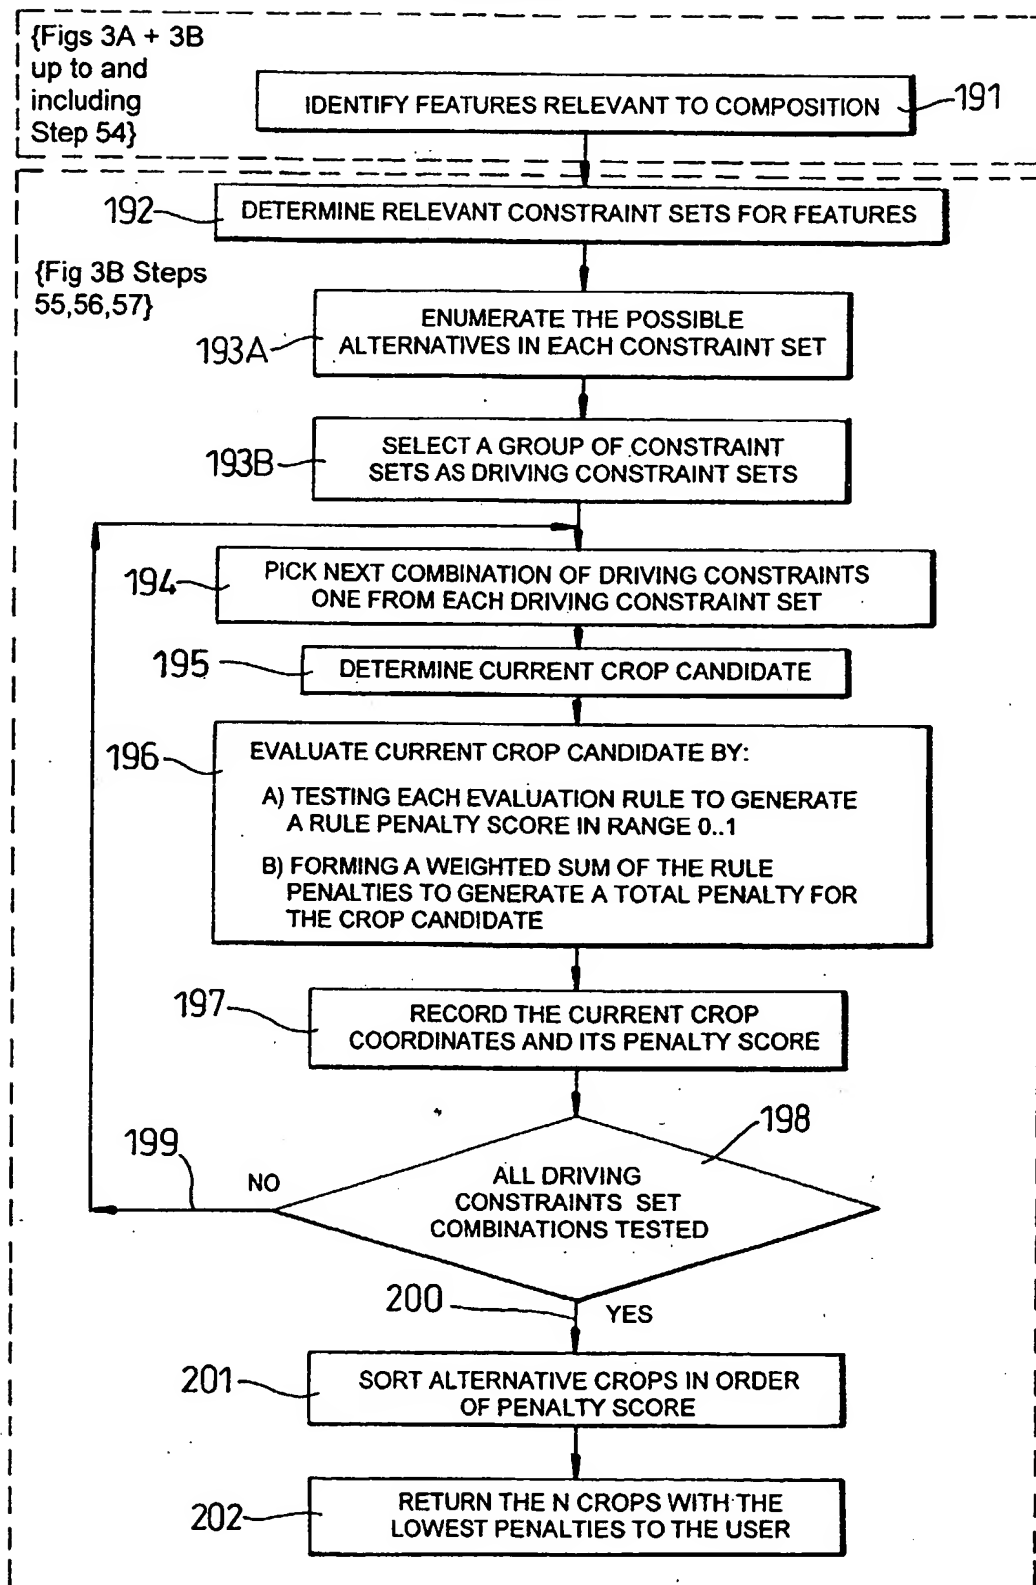 {Figs 3A + 3B
up to and
including
Step 54}
IDENTIFY FEATURES RELEVANT TO COMPOSITION
191
192
DETERMINE RELEVANT CONSTRAINT SETS FOR FEATURES
{Fig 3B Steps
55,56,57}
193A
ENUMERATE THE POSSIBLE
ALTERNATIVES IN EACH CONSTRAINT SET
193B
SELECT A GROUP OF CONSTRAINT
SETS AS DRIVING CONSTRAINT SETS
194
PICK NEXT COMBINATION OF DRIVING CONSTRAINTS
ONE FROM EACH DRIVING CONSTRAINT SET
195
DETERMINE CURRENT CROP CANDIDATE
196
EVALUATE CURRENT CROP CANDIDATE BY:
A) TESTING EACH EVALUATION RULE TO GENERATE
A RULE PENALTY SCORE IN RANGE 0..1
B) FORMING A WEIGHTED SUM OF THE RULE
PENALTIES TO GENERATE A TOTAL PENALTY FOR
THE CROP CANDIDATE
197
RECORD THE CURRENT CROP
COORDINATES AND ITS PENALTY SCORE
198
199
NO
ALL DRIVING
CONSTRAINTS SET
COMBINATIONS TESTED
200
YES
201
SORT ALTERNATIVE CROPS IN ORDER
OF PENALTY SCORE
202
RETURN THE N CROPS WITH THE
LOWEST PENALTIES TO THE USER